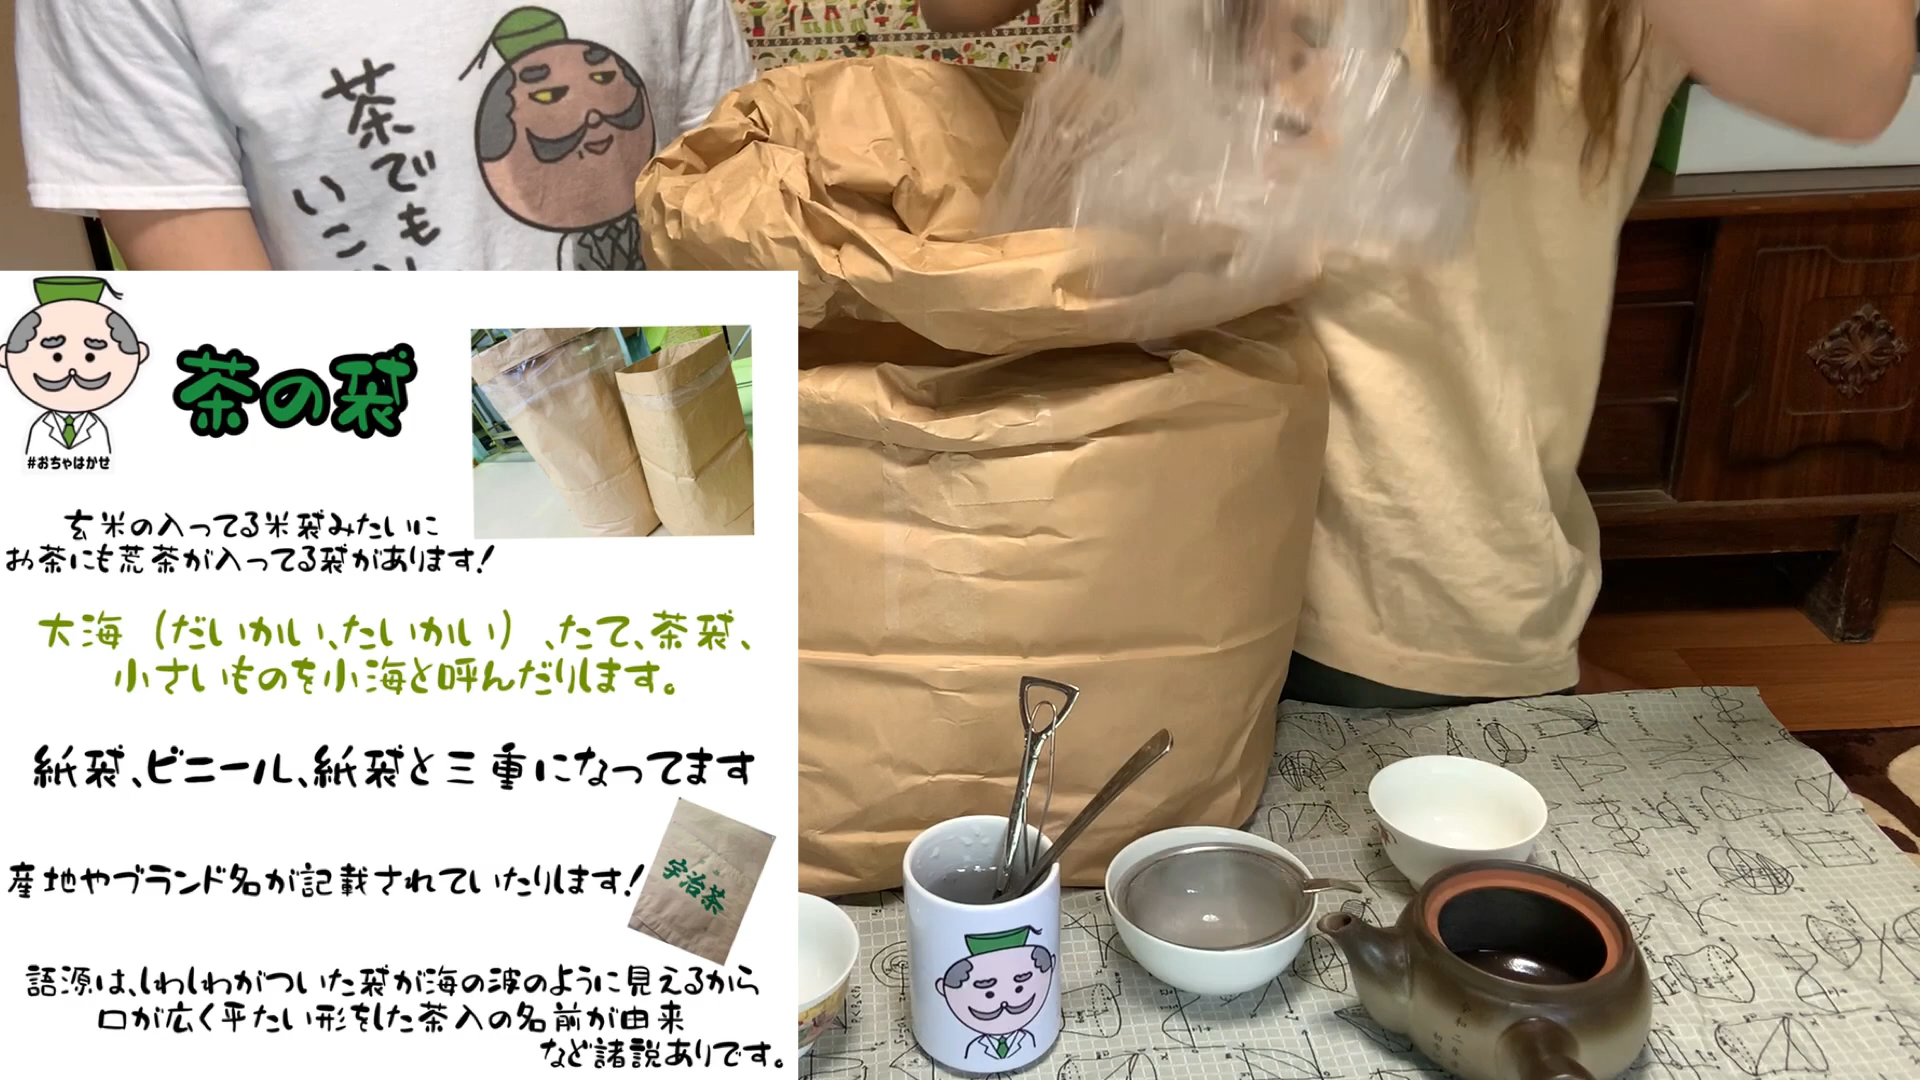 茶でも
いこ
#おちゃはかせ
茶の袋
玄米の入ってる米袋みたいに
お茶にも荒茶が入ってる袋があります!
大海(だいかい、たいかい)、たて、茶袋、
小さいものを小海と呼んだりします。
紙袋、ビニール、紙袋と三重になってます
産地やブランド名が記載されていたりします!
宇治茶
語源は、しわしわがついた袋が海の波のように見えるから
口が広く平たい形をした茶入の名前が由来
など諸説ありです。